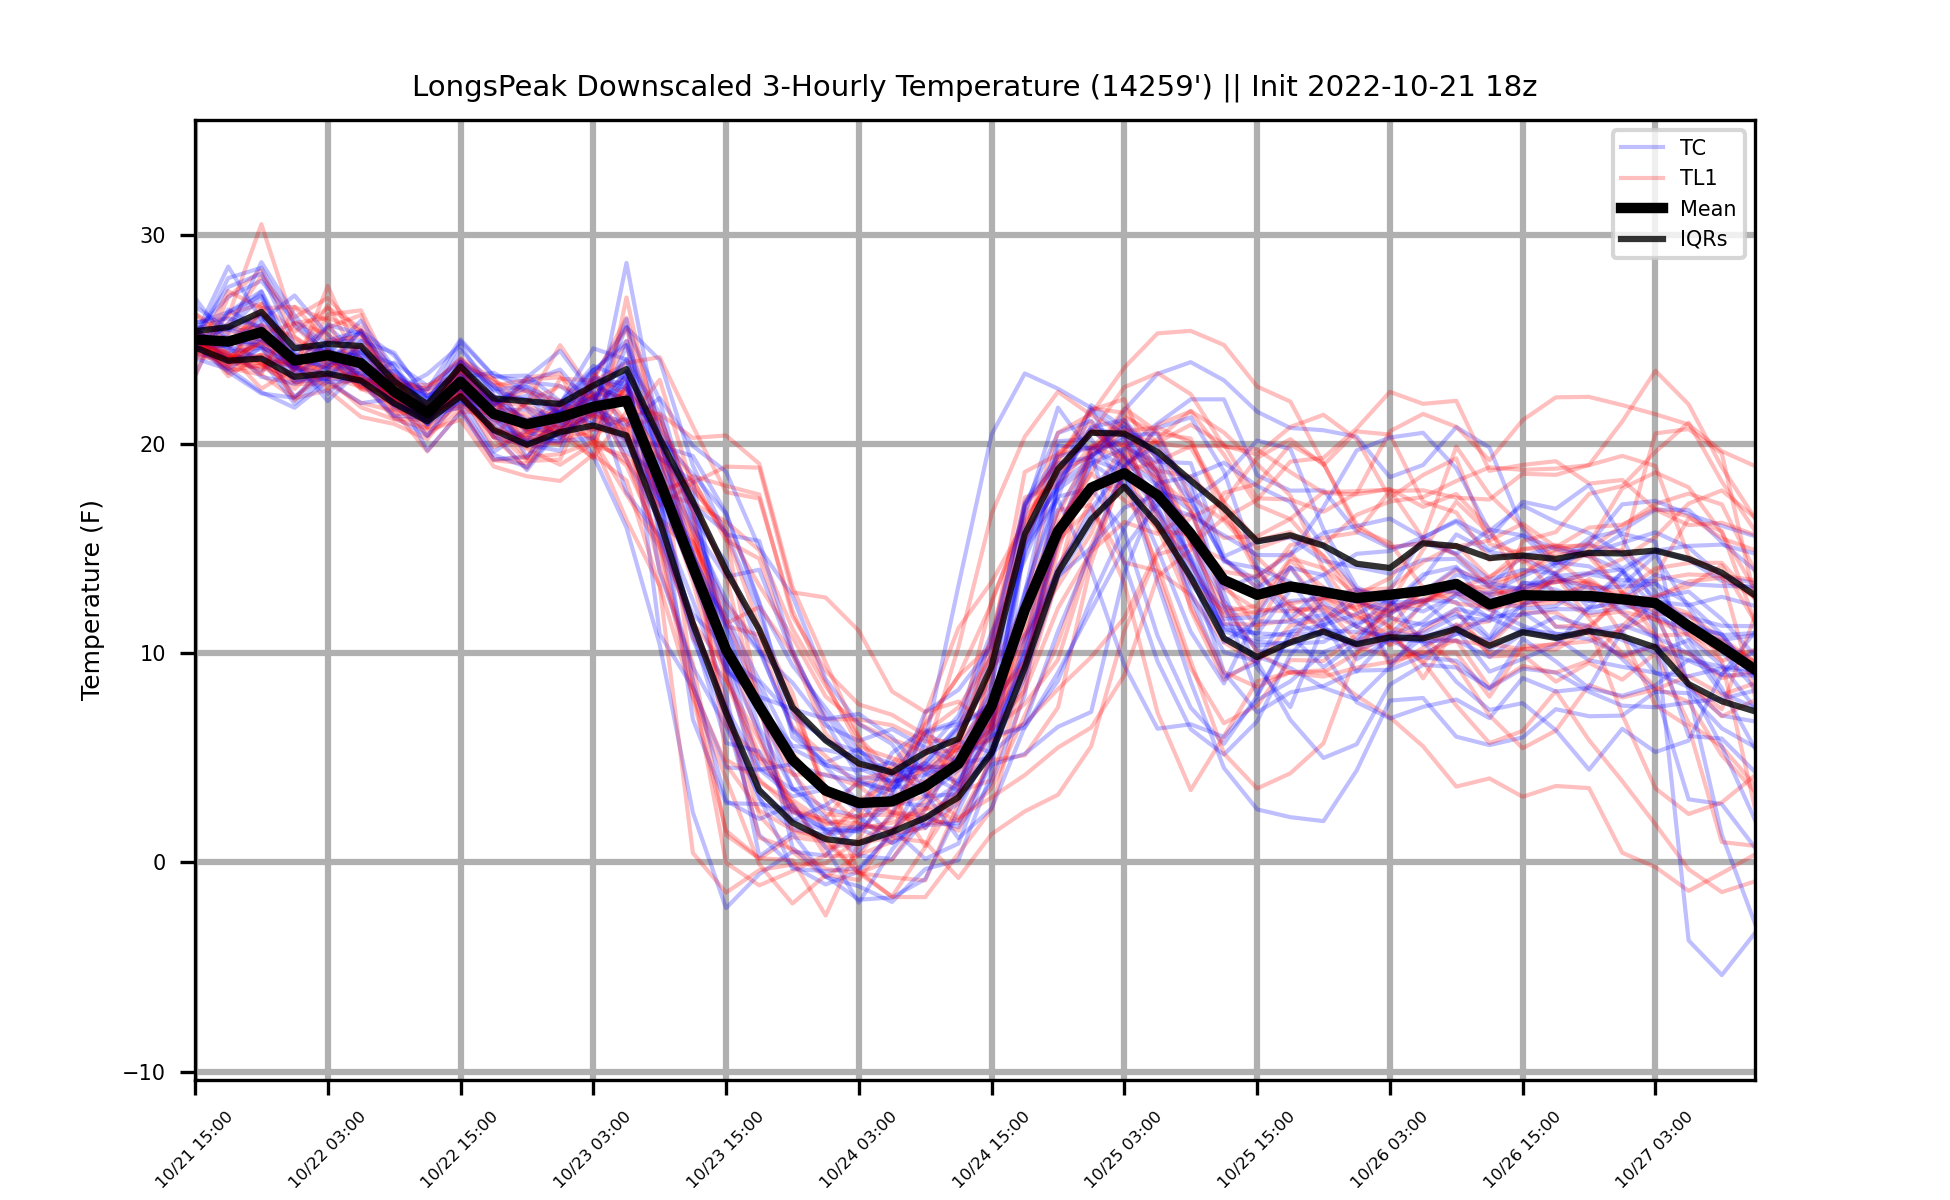 LongsPeak Downscaled 3-Hourly Temperature (14259') || Init 2022-10-21 18z
TC
TL1
Mean
IQRs
Temperature (F)
30
20
10
0
−10
10/21 15:00
10/22 03:00
10/22 15:00
10/23 03:00
10/23 15:00
10/24 03:00
10/24 15:00
10/25 03:00
10/25 15:00
10/26 03:00
10/26 15:00
10/27 03:00